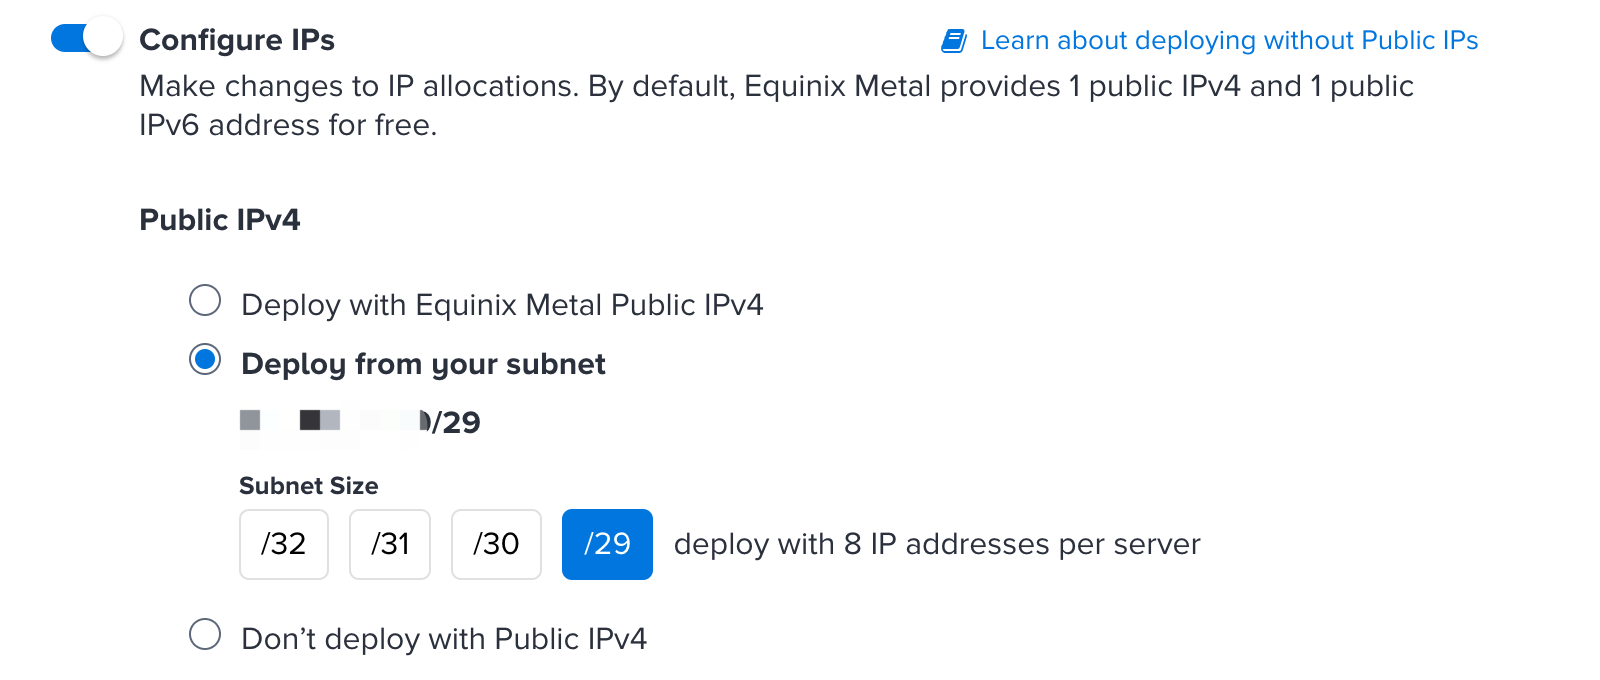 Configure IPs
Learn about deploying without Public IPs
Make changes to IP allocations. By default, Equinix Metal provides 1 public IPv4 and 1 public
IPv6 address for free.
Public IPv4
Deploy with Equinix Metal Public IPv4
Deploy from your subnet
/29
Subnet Size
/32 /31 /30 /29 deploy with 8 IP addresses per server
Don’t deploy with Public IPv4